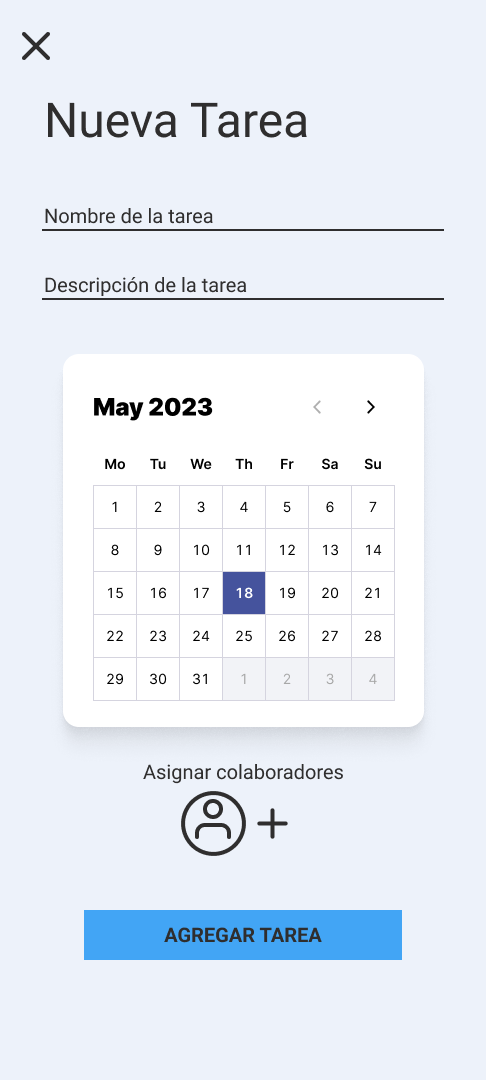 Nueva Tarea
Nombre de la tarea
Descripción de la tarea
May 2023
Mo Tu We Th Fr Sa Su
1 2 3 4 5 6 7
8 9 10 11 12 13 14
15 16 17 18 19 20 21
22 23 24 25 26 27 28
29 30 31 1 2 3 4
Asignar colaboradores
AGREGAR TAREA